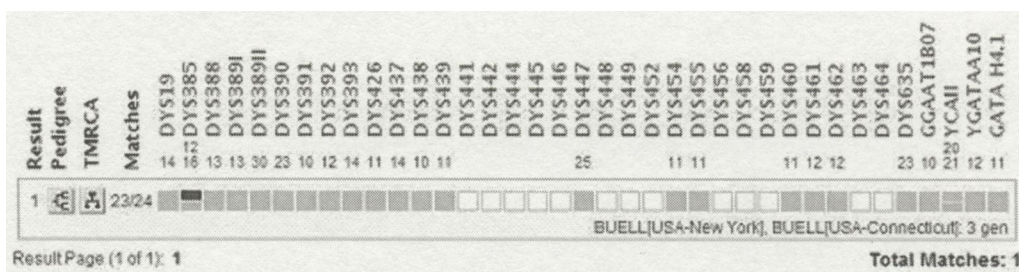 Result Pedigree TMRCA Matches DYS19 DYS385 DYS388 DYS389I DYS389II DYS390 DYS391 DYS392 DYS393 DYS426 DYS437 DYS438 DYS439 DYS441 DYS442 DYS444 DYS445 DYS446 DYS447 DYS448 DYS449 DYS452 DYS454 DYS455 DYS456 DYS458 DYS459 DYS460 DYS461 DYS462 DYS463 DYS464 DYS635 GGAAT1B07 YCAII YGATAA10 GATA H4.1
12 20
14 16 13 13 30 23 10 12 14 11 14 10 11 25 11 11 11 12 12 23 10 21 12 11
1 23/24
BUELL[USA-New York], BUELL[USA-Connecticut]: 3 gen
Result Page (1 of 1): 1 Total Matches: 1